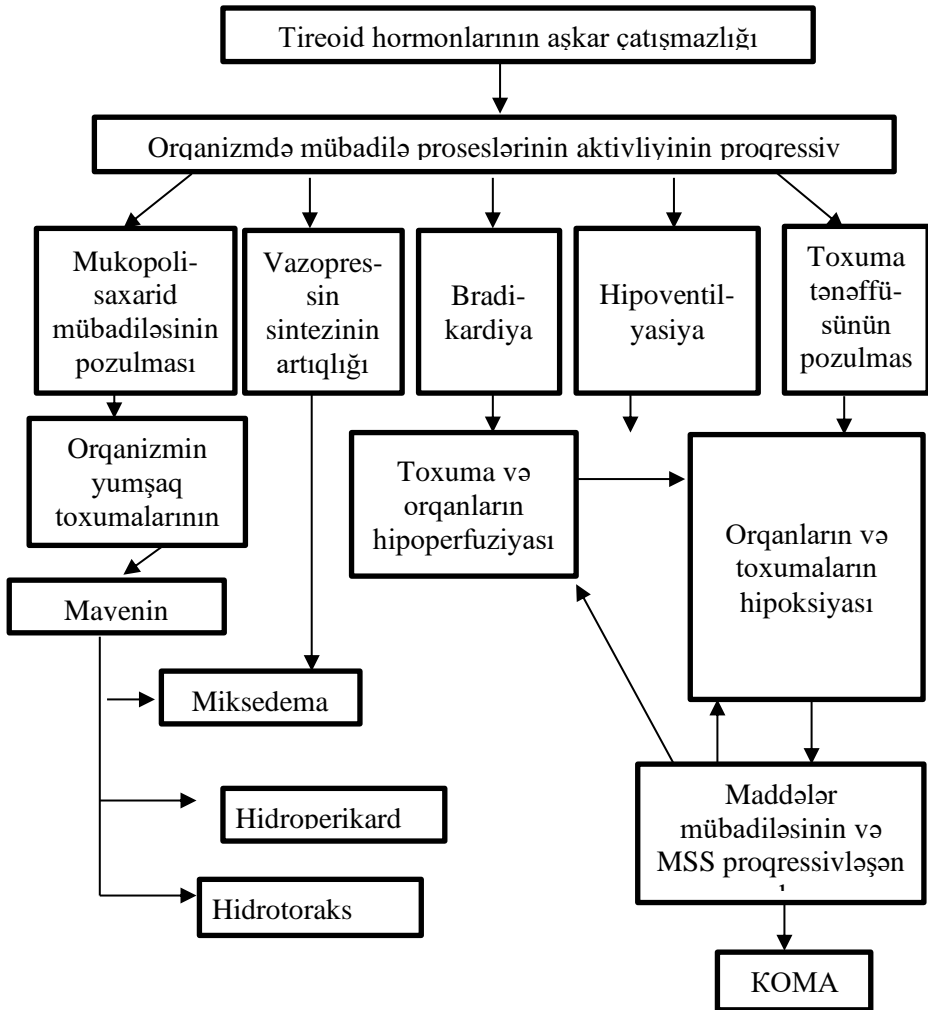 Tireoid hormonlarının aşkar çatışmazlığı
Orqanizmdə mübadilə proseslərinin aktivliyinin proqressiv
Mukopoli-
saxarid
mübadiləsinin
pozulması
Vazopres-
sin
sintezinin
artıqlığı
Bradi-
kardiya
Hipoventil-
yasiya
Toxuma
tənəffü-
sünün
pozulmas
Orqanizmin
yumşaq
toxumalarının
Toxuma və
orqanların
hipoperfuziyası
Orqanların və
toxumaların
hipoksiyası
Mayenin
Miksedema
Hidroperikard
Hidrotoraks
Maddələr
mübadiləsinin və
MSS proqressivləşən
KOMA